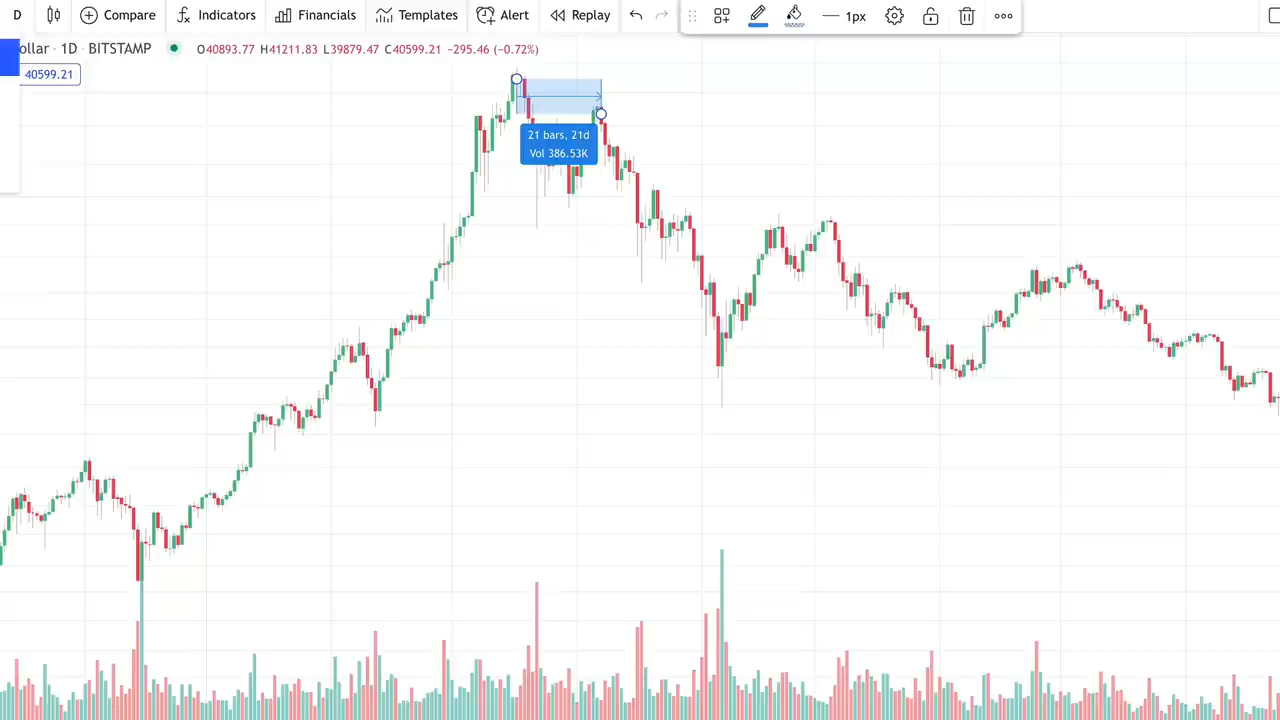 D Compare Indicators Financials Templates Alert Replay 1px
ollar · 1D · BITSTAMP O40893.77 H41211.83 L39879.47 C40599.21 −295.46 (−0.72%)
40599.21
21 bars, 21d
Vol 386.53K